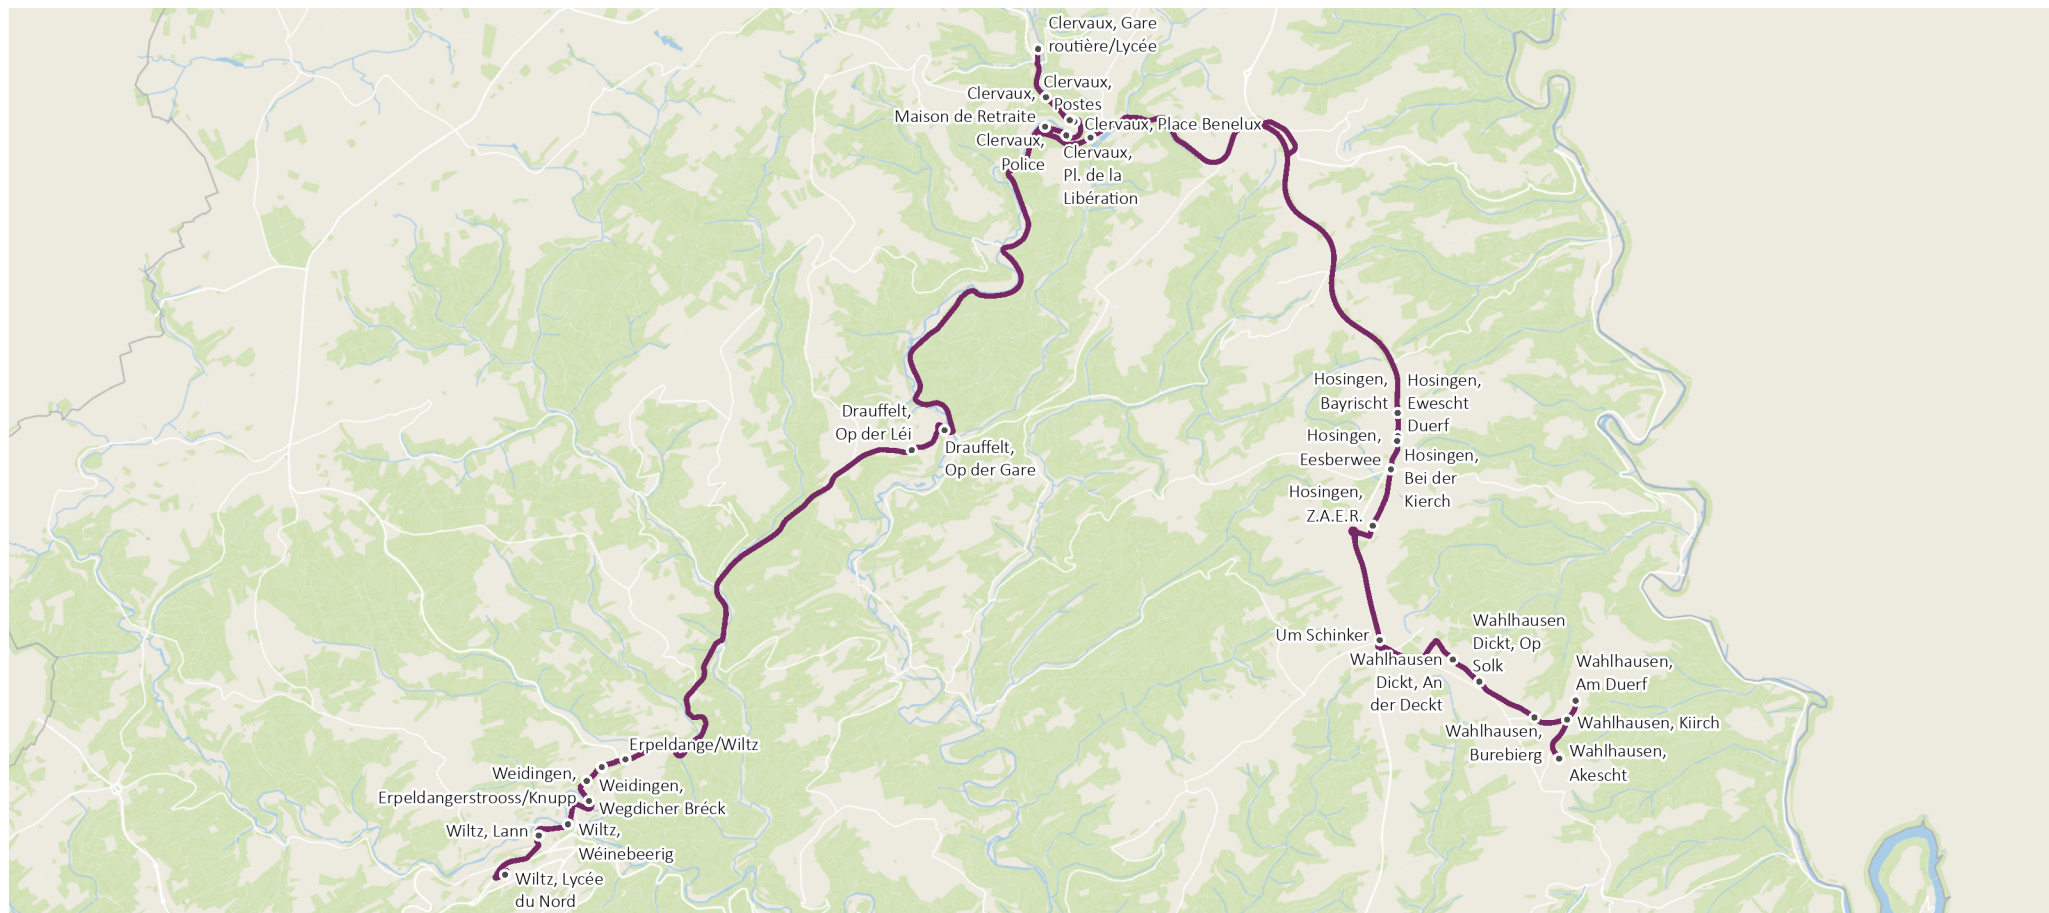 Clervaux, Gare
routière/Lycée
Clervaux,
Postes
Clervaux,
Maison de Retraite
Clervaux, Place Benelux
Clervaux,
Police
Clervaux,
Pl. de la
Libération
Hosingen,
Bayrischt
Hosingen,
Ewescht
Duerf
Drauffelt,
Op der Léi
Drauffelt,
Op der Gare
Hosingen,
Eesberwee
Hosingen,
Bei der
Kierch
Hosingen,
Z.A.E.R.
Um Schinker
Wahlhausen
Dickt, Op
Solk
Wahlhausen
Dickt, An
der Deckt
Wahlhausen,
Am Duerf
Wahlhausen, Kiirch
Wahlhausen,
Burebierg
Wahlhausen,
Akescht
Erpeldange/Wiltz
Weidingen,
Erpeldangerstrooss/Knupp
Weidingen,
Wegdicher Bréck
Wiltz, Lann
Wiltz,
Wéinebeerig
Wiltz, Lycée
du Nord